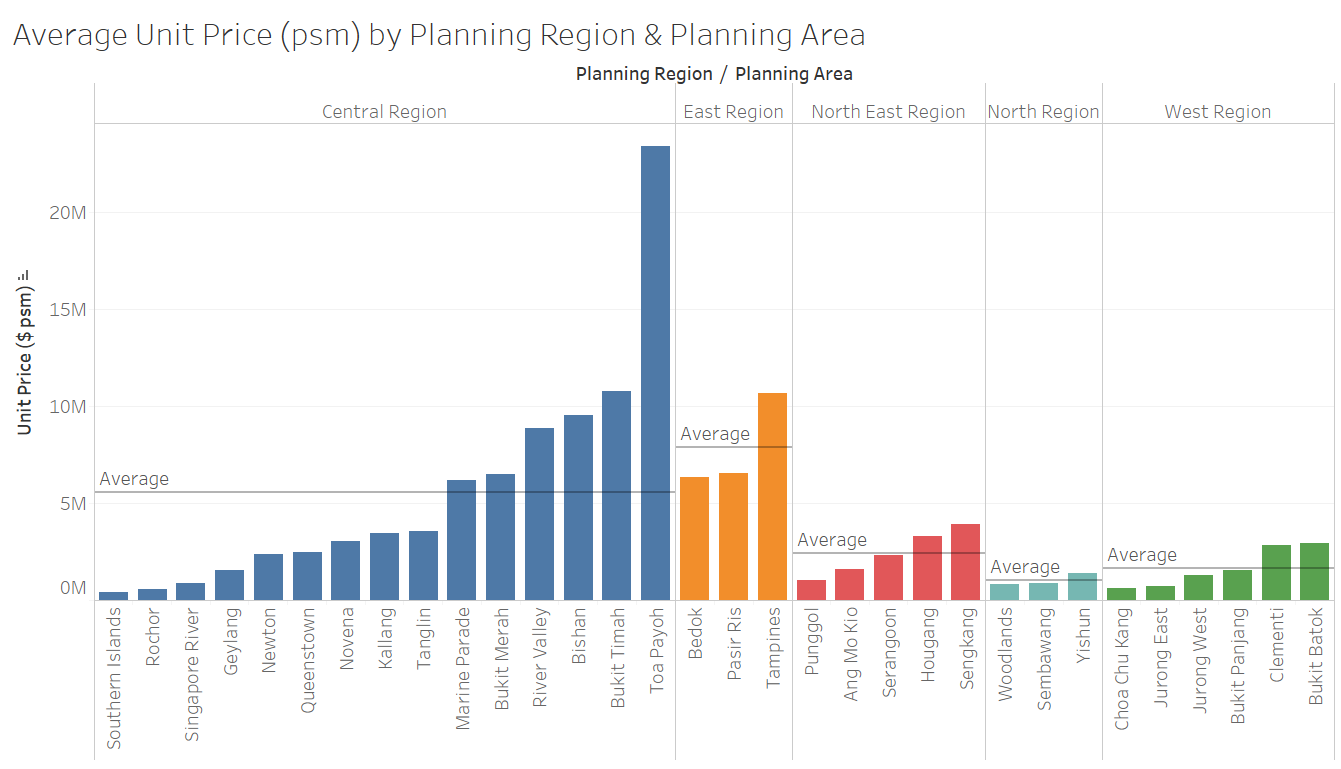 Average Unit Price (psm) by Planning Region & Planning Area
Planning Region / Planning Area
Central Region
East Region
North East Region
North Region
West Region
Unit Price ($ psm)
20M
15M
10M
5M
0M
Average
Average
Average
Average
Average
Southern Islands
Rochor
Singapore River
Geylang
Newton
Queenstown
Novena
Kallang
Tanglin
Marine Parade
Bukit Merah
River Valley
Bishan
Bukit Timah
Toa Payoh
Bedok
Pasir Ris
Tampines
Punggol
Ang Mo Kio
Serangoon
Hougang
Sengkang
Woodlands
Sembawang
Yishun
Choa Chu Kang
Jurong East
Jurong West
Bukit Panjang
Clementi
Bukit Batok